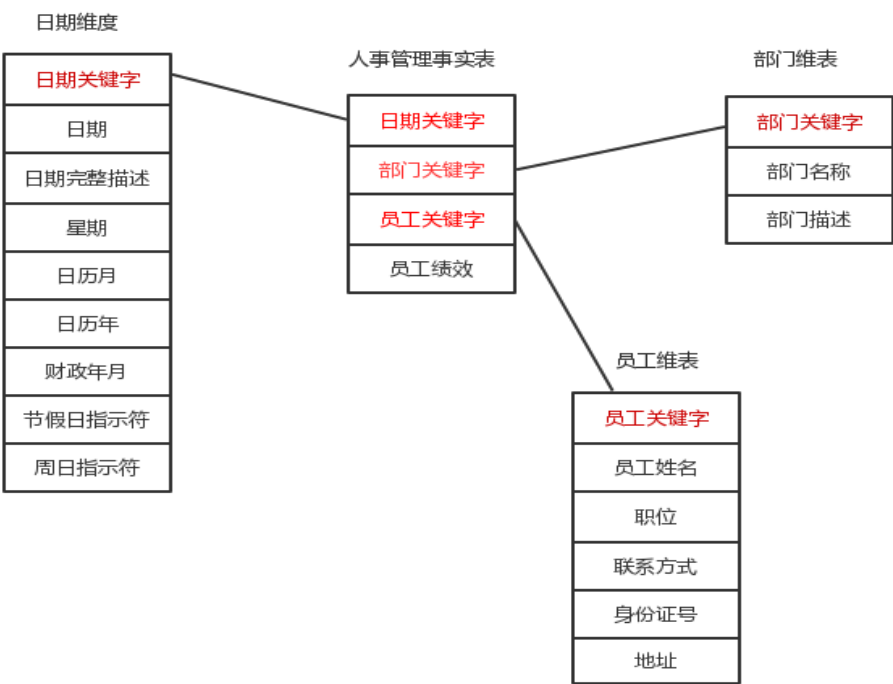 日期维度
日期关键字
日期
日期完整描述
星期
日历月
日历年
财政年月
节假日指示符
周日指示符
人事管理事实表
日期关键字
部门关键字
员工关键字
员工绩效
部门维表
部门关键字
部门名称
部门描述
员工维表
员工关键字
员工姓名
职位
联系方式
身份证号
地址